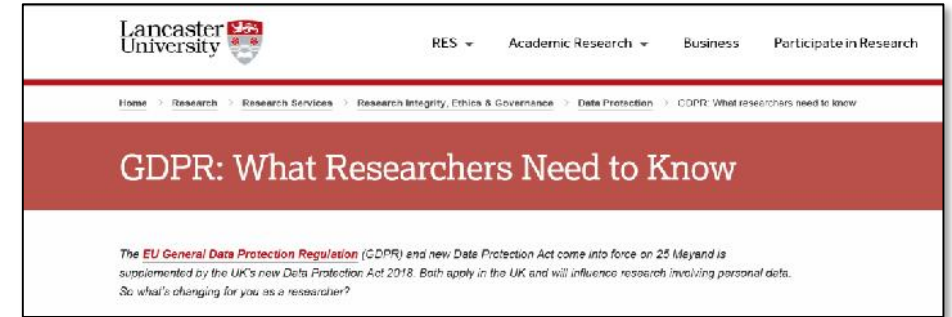 Lancaster
University
RES Academic Research Business Participate in Research
Home > Research > Research Services > Research Integrity, Ethics & Governance > Data Protection > GDPR: What researchers need to know
GDPR: What Researchers Need to Know
The EU General Data Protection Regulation (GDPR) and new Data Protection Act come into force on 25 Mayand is
supplemented by the UK's new Data Protection Act 2018. Both apply in the UK and will influence research involving personal data.
So what's changing for you as a researcher?